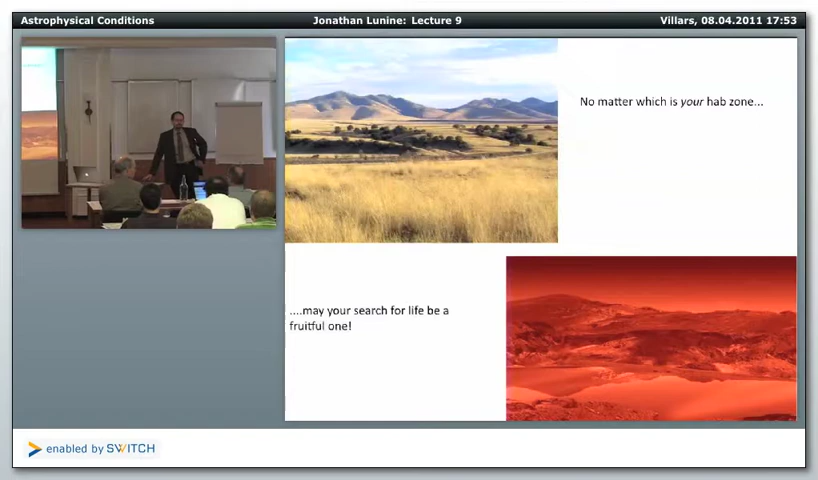 Astrophysical Conditions
Jonathan Lunine: Lecture 9
Villars, 08.04.2011 17:53
No matter which is your hab zone...
....may your search for life be a
fruitful one!
enabled by SWITCH